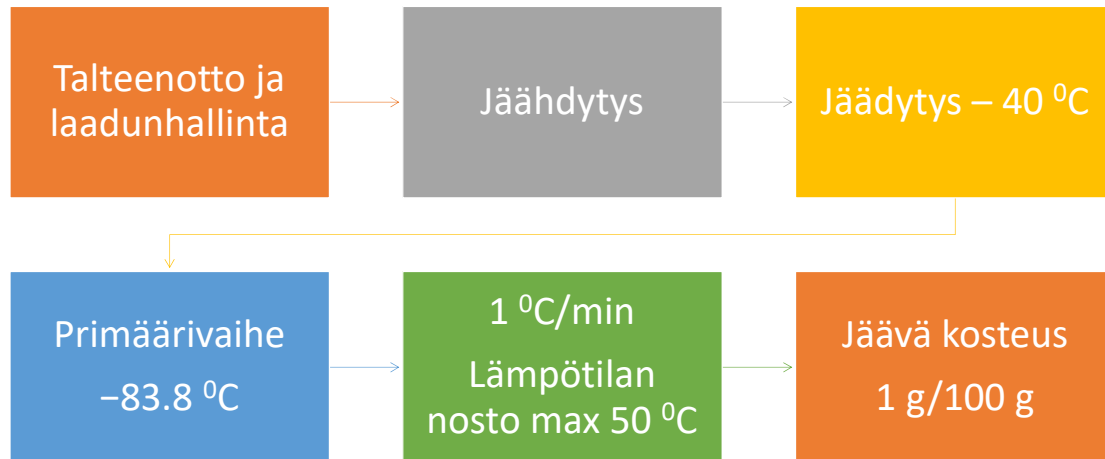 Talteenotto ja
laadunhallinta
Jäähdytys
Jäädytys – 40 ⁰C
Primäärivaihe
−83.8 ⁰C
1 ⁰C/min
Lämpötilan
nosto max 50 ⁰C
Jäävä kosteus
1 g/100 g